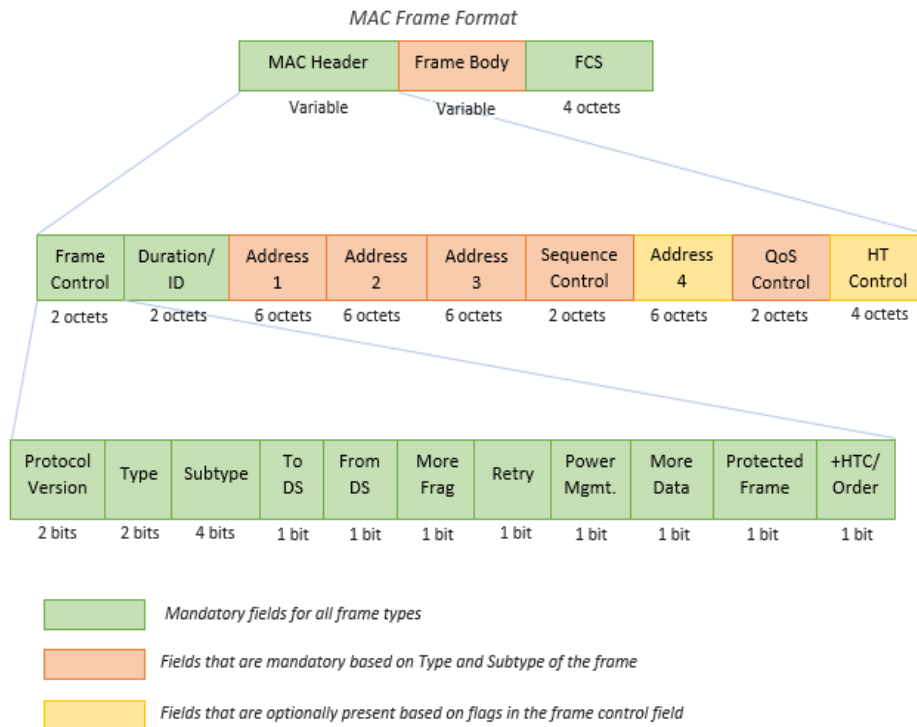 MAC Frame Format
MAC Header Frame Body FCS
Variable Variable 4 octets
Frame Control Duration/ ID Address 1 Address 2 Address 3 Sequence Control Address 4 QoS Control HT Control
2 octets 2 octets 6 octets 6 octets 6 octets 2 octets 6 octets 2 octets 4 octets
Protocol Version Type Subtype To DS From DS More Frag Retry Power Mgmt. More Data Protected Frame +HTC/ Order
2 bits 2 bits 4 bits 1 bit 1 bit 1 bit 1 bit 1 bit 1 bit 1 bit 1 bit
Mandatory fields for all frame types
Fields that are mandatory based on Type and Subtype of the frame
Fields that are optionally present based on flags in the frame control field